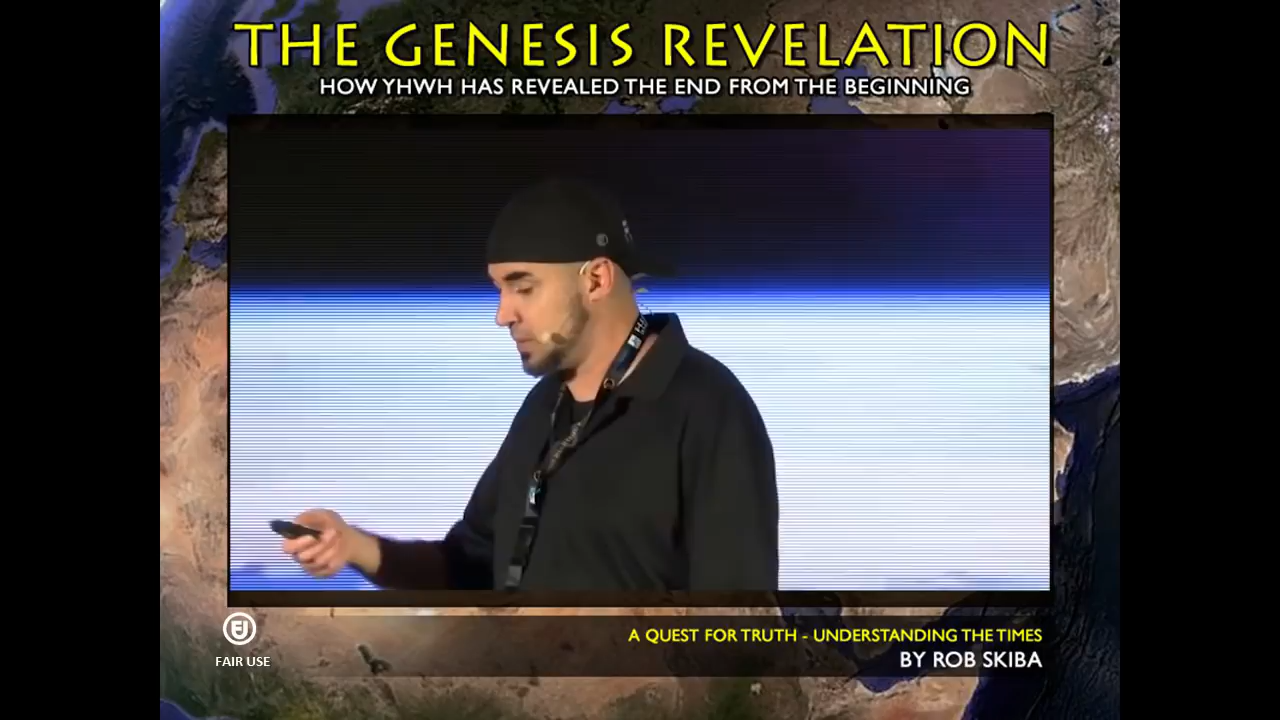 THE GENESIS REVELATION
HOW YHWH HAS REVEALED THE END FROM THE BEGINNING
FAIR USE
A QUEST FOR TRUTH - UNDERSTANDING THE TIMES
BY ROB SKIBA